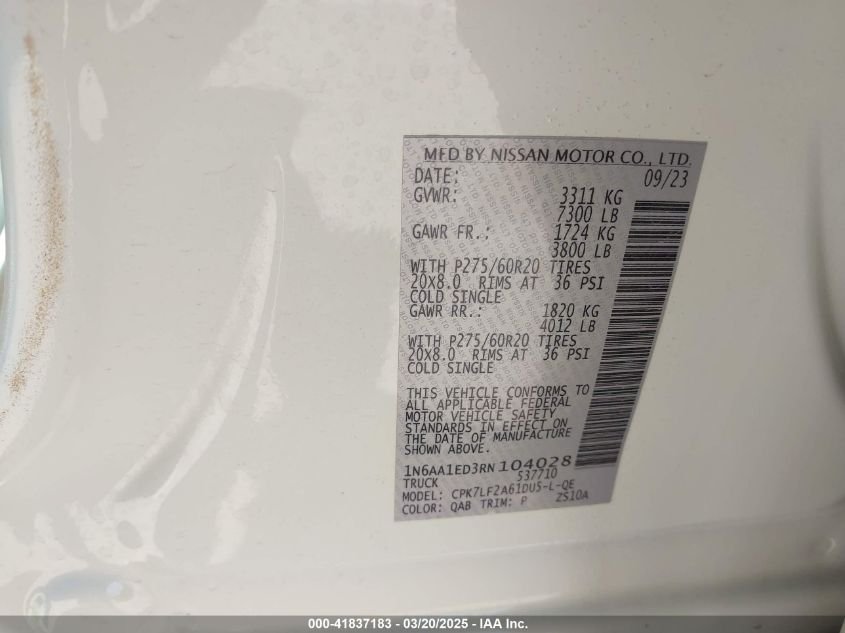 MFD BY NISSAN MOTOR CO., LTD.
DATE: 09/23
GVWR: 3311 KG
7300 LB
GAWR FR.: 1724 KG
3800 LB
WITH P275/60R20 TIRES
20X8.0 RIMS AT 36 PSI
COLD SINGLE
GAWR RR.: 1820 KG
4012 LB
WITH P275/60R20 TIRES
20X8.0 RIMS AT 36 PSI
COLD SINGLE
THIS VEHICLE CONFORMS TO
ALL APPLICABLE FEDERAL
MOTOR VEHICLE SAFETY
STANDARDS IN EFFECT ON
THE DATE OF MANUFACTURE
SHOWN ABOVE.
1N6AA1ED3RN104028
TRUCK 537710
MODEL: CPK7LF2A61DU5-L-QE
COLOR: QAB TRIM: P ZS10A
000-41837183 / 03/20/2025 — IAA Inc.